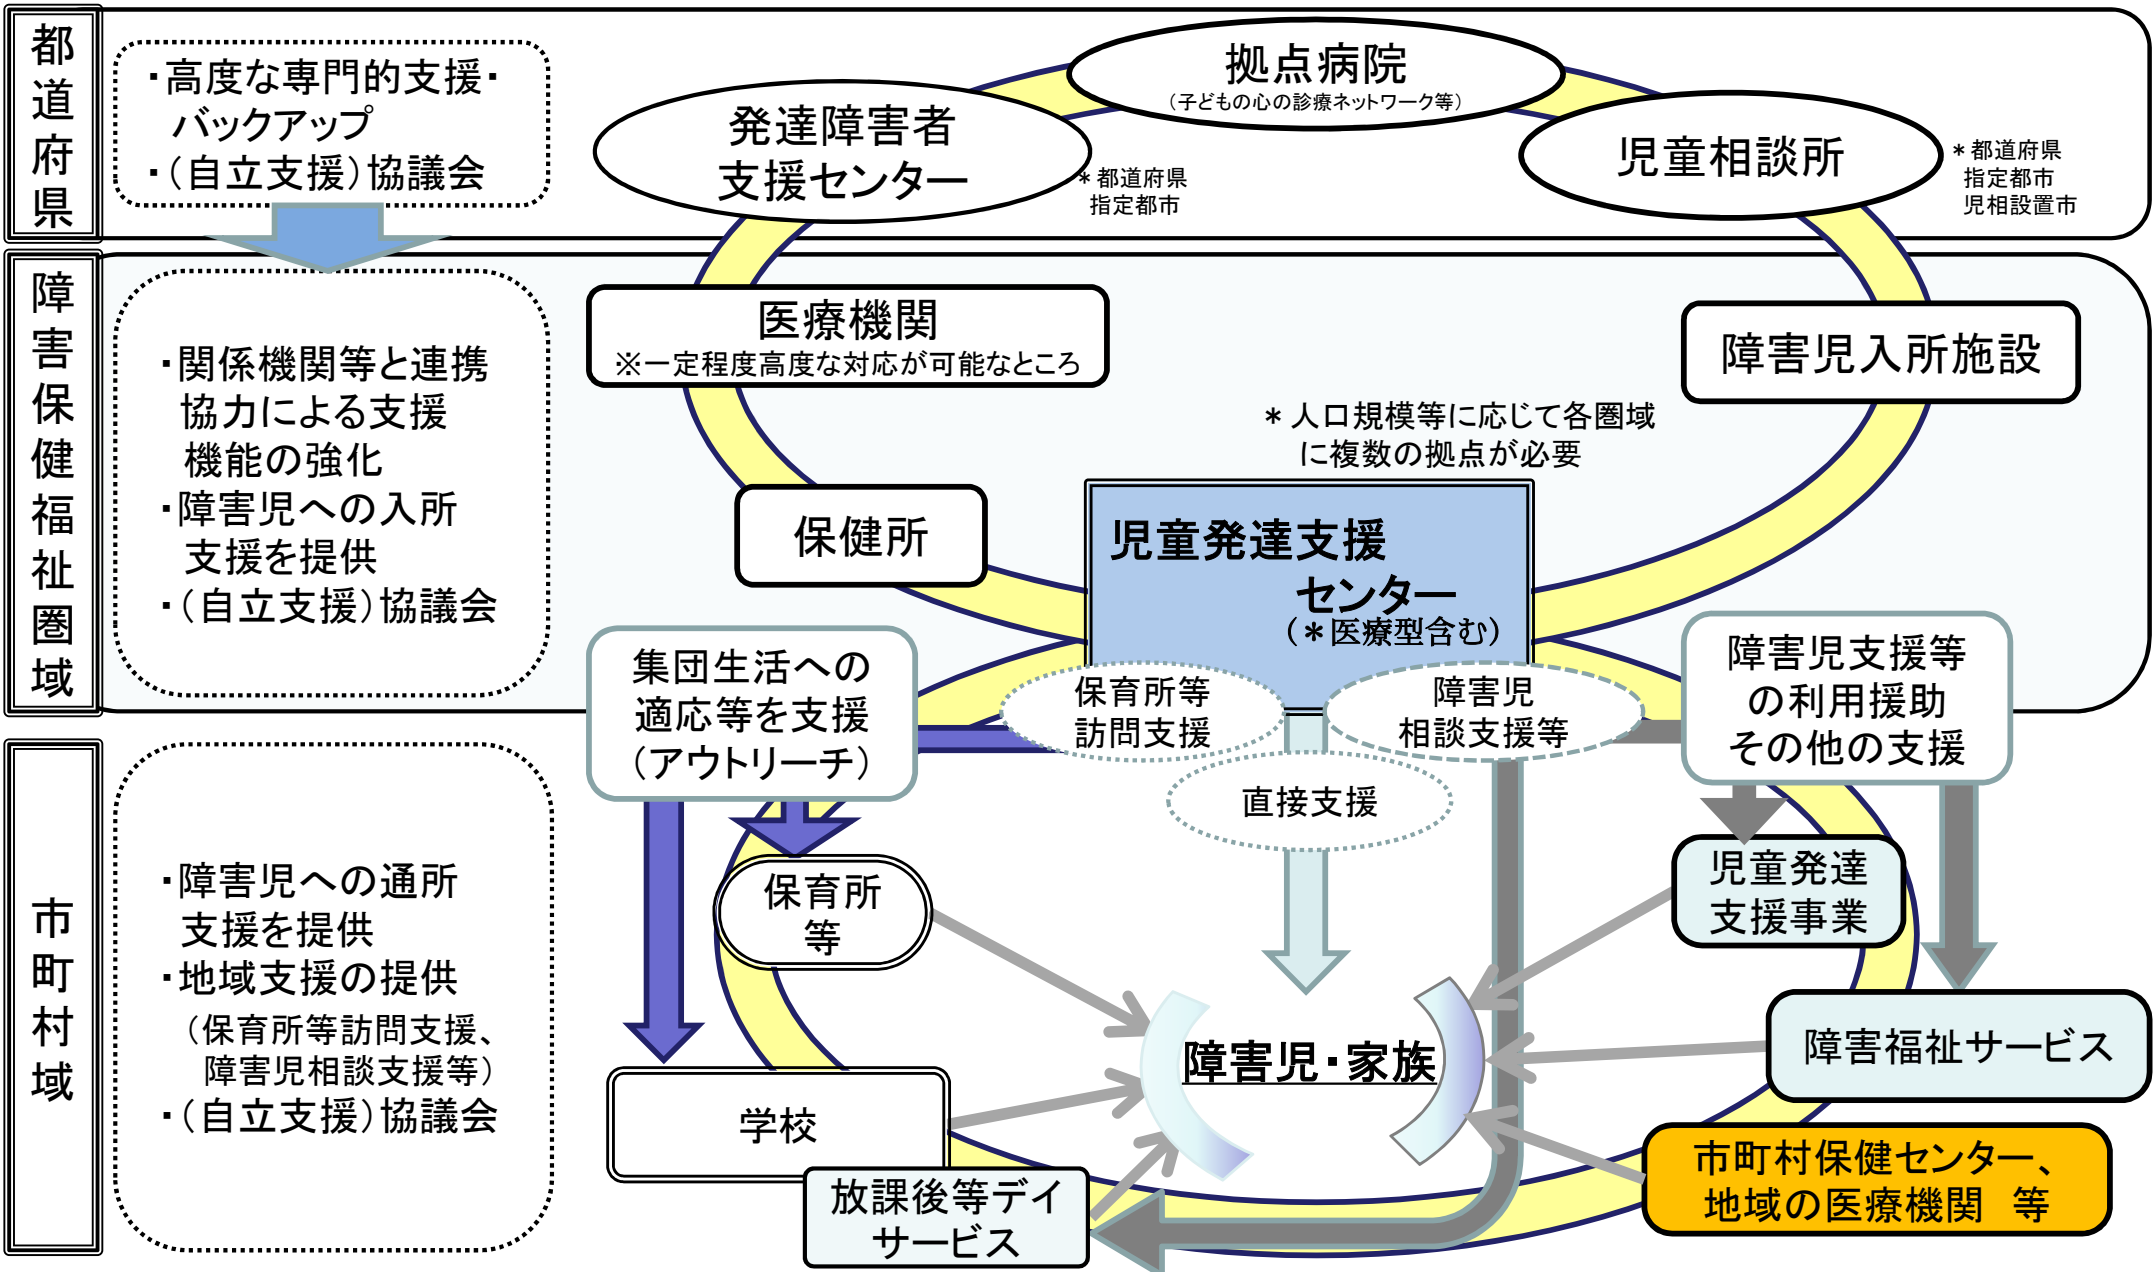 都道府県
・高度な専門的支援・
バックアップ
・（自立支援）協議会
拠点病院
（子どもの心の診療ネットワーク等）
発達障害者
支援センター
＊都道府県
指定都市
児童相談所
＊都道府県
指定都市
児相設置市
障害保健福祉圏域
・関係機関等と連携
協力による支援
機能の強化
・障害児への入所
支援を提供
・（自立支援）協議会
医療機関
※一定程度高度な対応が可能なところ
障害児入所施設
＊人口規模等に応じて各圏域
に複数の拠点が必要
保健所
児童発達支援
センター
（＊医療型含む）
集団生活への
適応等を支援
（アウトリーチ）
保育所等
訪問支援
障害児
相談支援等
障害児支援等
の利用援助
その他の支援
直接支援
市町村域
・障害児への通所
支援を提供
・地域支援の提供
（保育所等訪問支援、
障害児相談支援等）
・（自立支援）協議会
保育所
等
児童発達
支援事業
障害児・家族
障害福祉サービス
学校
放課後等デイ
サービス
市町村保健センター、
地域の医療機関　等